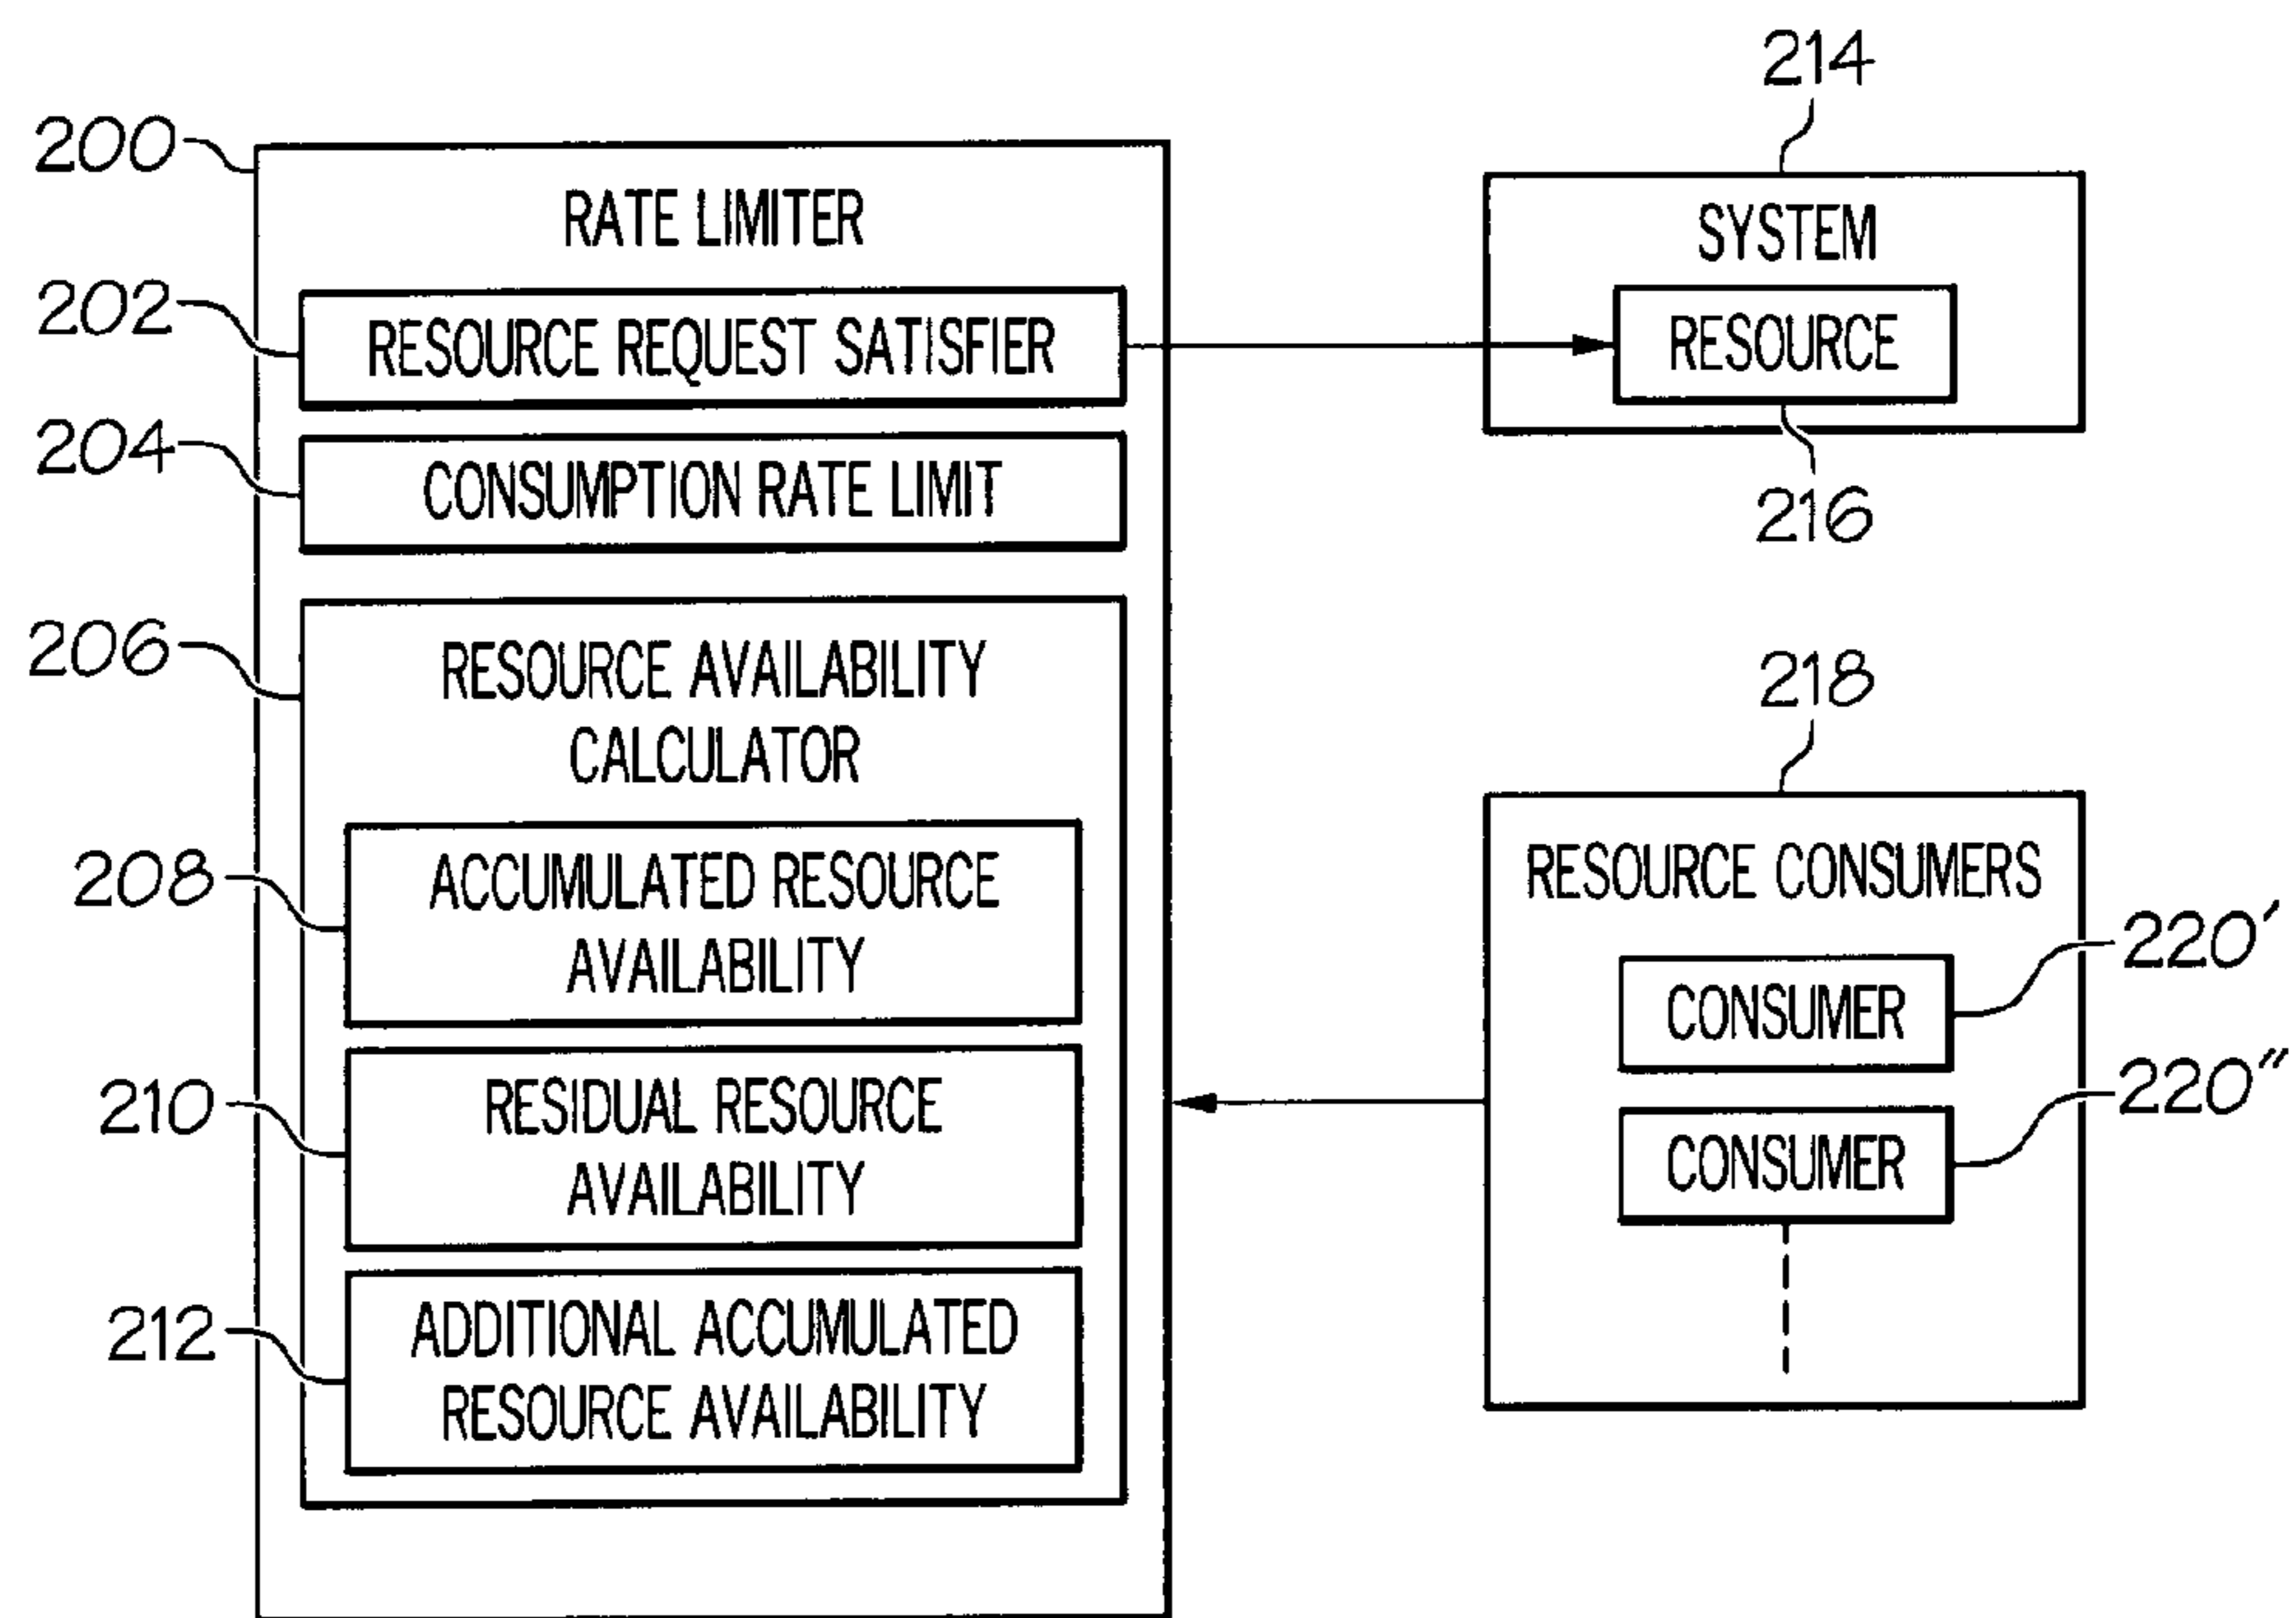 200
RATE LIMITER
202
RESOURCE REQUEST SATISFIER
204
CONSUMPTION RATE LIMIT
206
RESOURCE AVAILABILITY
CALCULATOR
208
ACCUMULATED RESOURCE
AVAILABILITY
210
RESIDUAL RESOURCE
AVAILABILITY
212
ADDITIONAL ACCUMULATED
RESOURCE AVAILABILITY
214
SYSTEM
RESOURCE
216
218
RESOURCE CONSUMERS
220'
CONSUMER
220"
CONSUMER